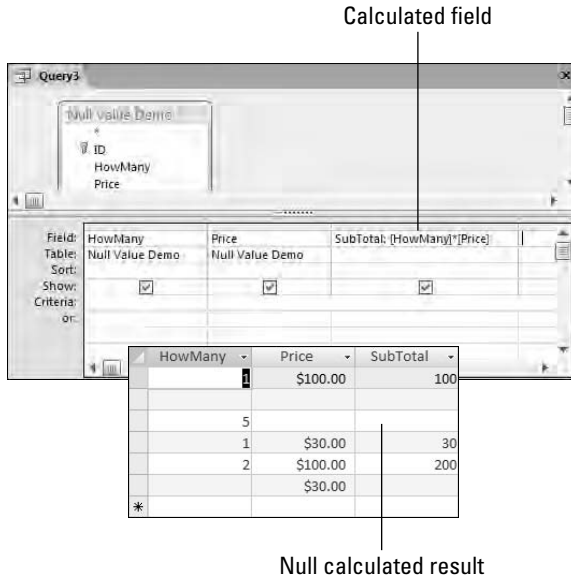 Calculated field
Query3
Null Value Demo
*
ID
HowMany
Price
Field: HowMany Price SubTotal: [HowMany]*[Price]
Table: Null Value Demo Null Value Demo
Sort:
Show:
Criteria:
or:
HowMany Price SubTotal
1 $100.00 100
5
1 $30.00 30
2 $100.00 200
$30.00
*
Null calculated result